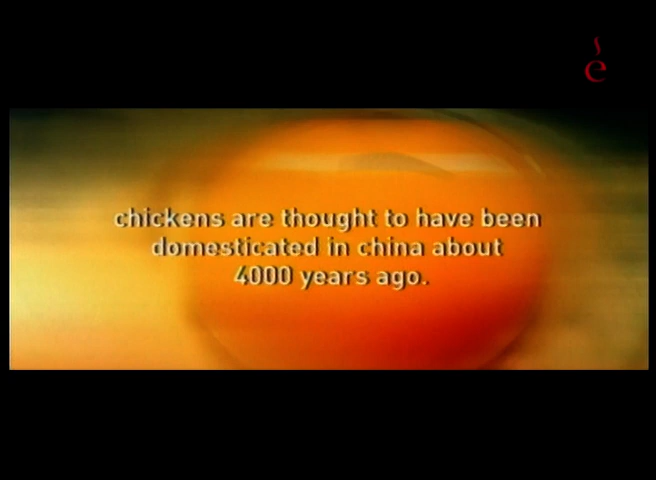 e
chickens are thought to have been
domesticated in china about
4000 years ago.